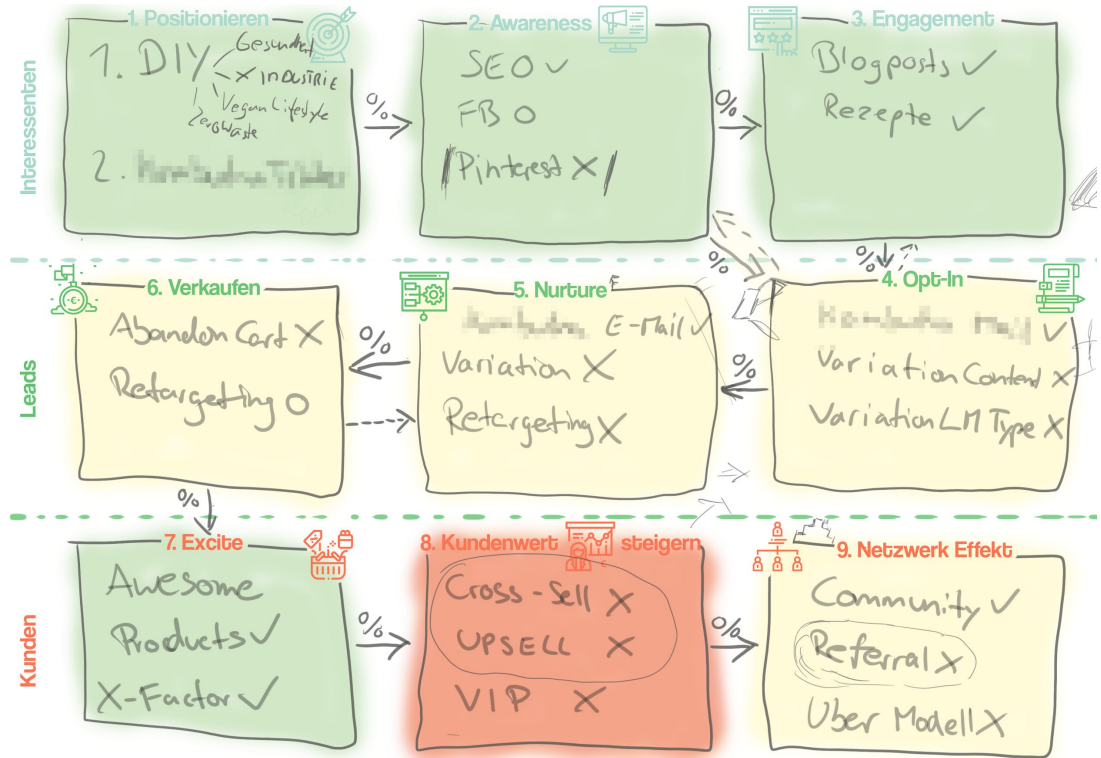 Interessenten
1. Positionieren
1. DIY
Gesundheit
X INDUSTRIE
Vegan Lifestyle
ZeroWaste
2.
%
2. Awareness
SEO ✓
FB O
Pinterest X
%
3. Engagement
Blogposts ✓
Rezepte ✓
%
%
Leads
6. Verkaufen
Abandon Cart X
Retargeting O
%
5. Nurture
E-Mail ✓
Variation X
Retargeting X
%
4. Opt-In
Mail ✓
Variation Content X
Variation LM Type X
%
Kunden
7. Excite
Awesome
Products ✓
X-Factor ✓
%
8. Kundenwert steigern
Cross-Sell X
UPSELL X
VIP X
%
9. Netzwerk Effekt
Community ✓
Referral X
Uber Modell X